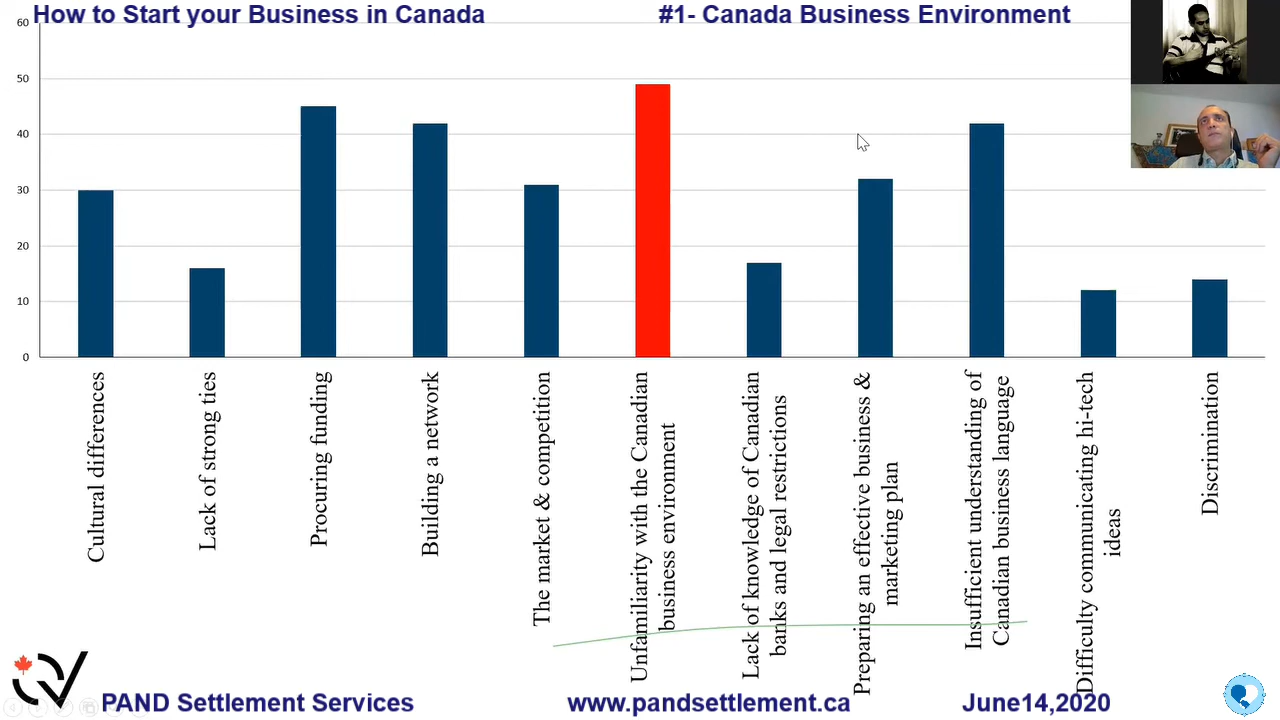 How to Start your Business in Canada
#1- Canada Business Environment
60
50
40
30
20
10
0
Cultural differences
Lack of strong ties
Procuring funding
Building a network
The market & competition
Unfamiliarity with the Canadian
business environment
Lack of knowledge of Canadian
banks and legal restrictions
Preparing an effective business &
marketing plan
Insufficient understanding of
Canadian business language
Difficulty communicating hi-tech
ideas
Discrimination
PAND Settlement Services
www.pandsettlement.ca
June14,2020